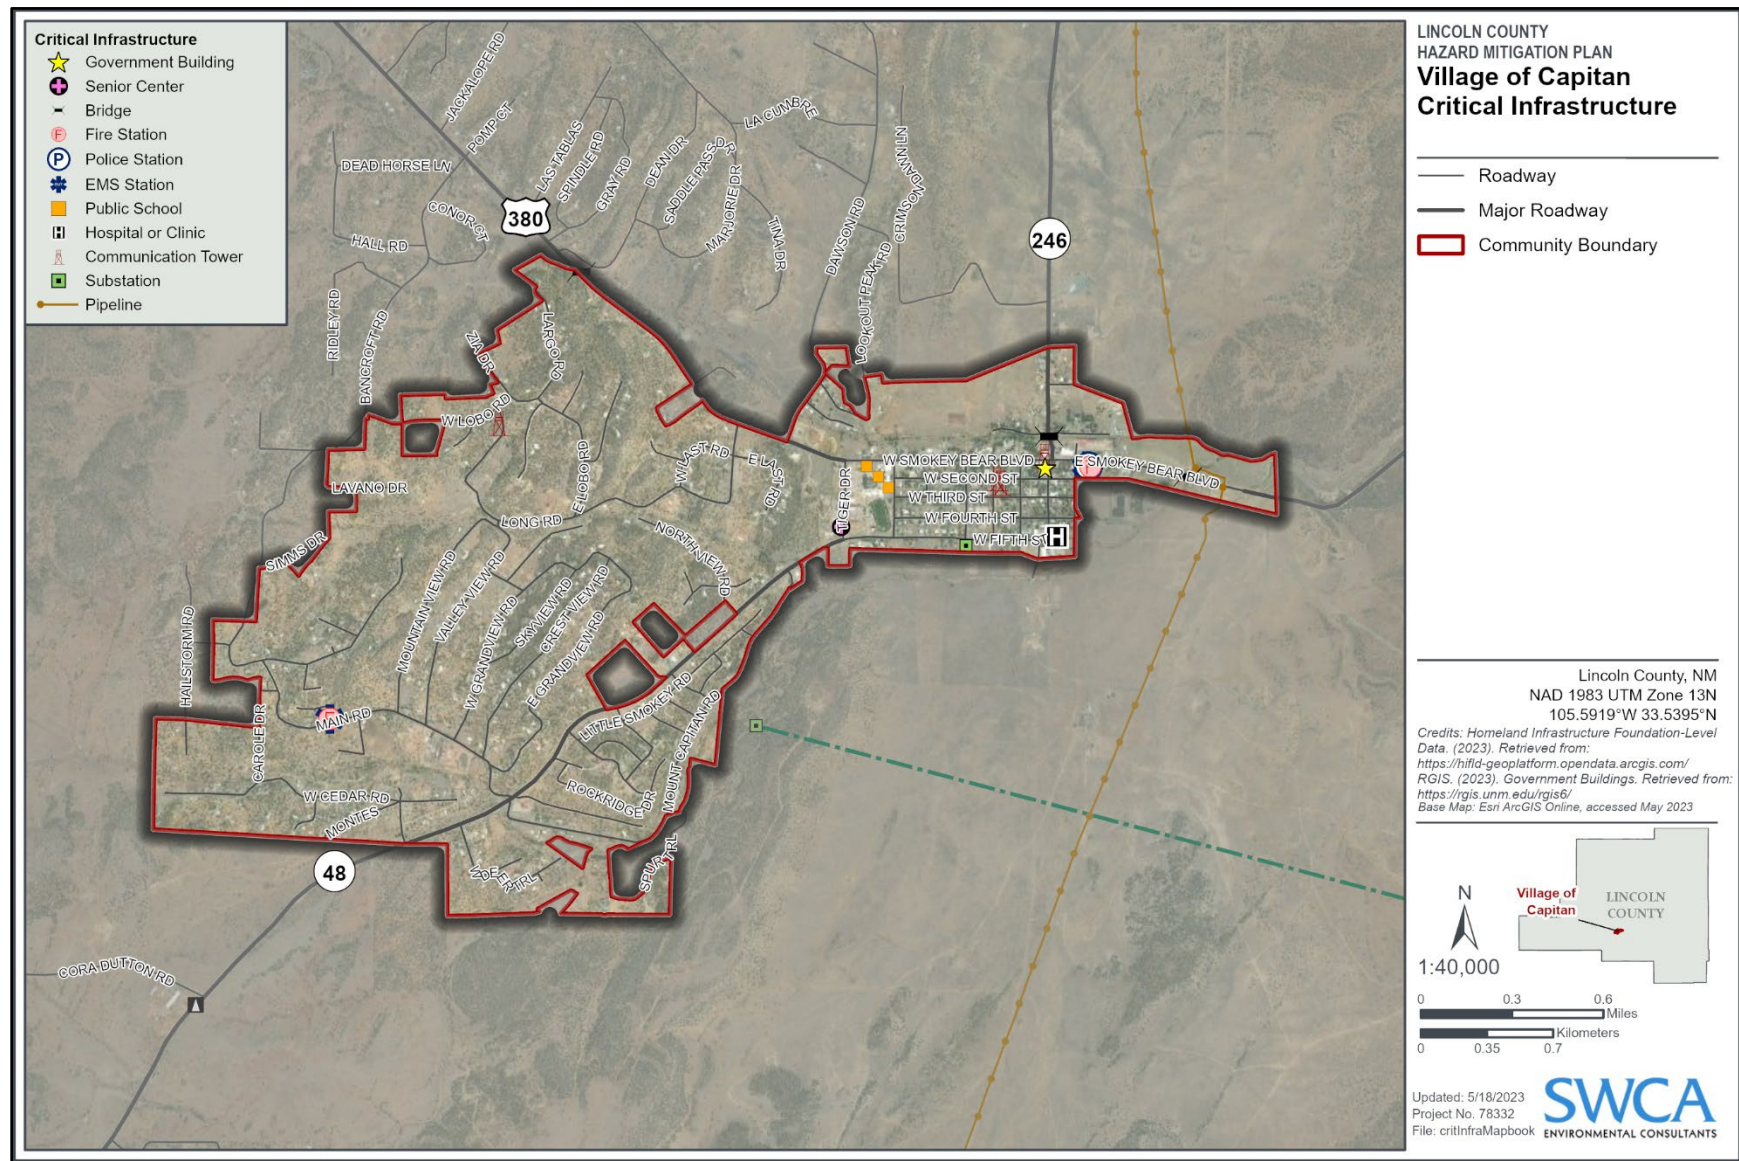 Critical Infrastructure
Government Building
Senior Center
Bridge
F Fire Station
P Police Station
EMS Station
Public School
H Hospital or Clinic
Communication Tower
Substation
Pipeline
JACKALOPE RD
POMP CT
DEAD HORSE LN
CONOR CT
HALL RD
RIDLEY RD
BANCROFT RD
LAS TABLAS
SPINDLE RD
GRAY RD
DEAN DR
SADDLE PASS DR
MARJORIE DR
LA CUMBRE
TINA DR
DAWSON RD
LOOKOUT PEAK RD
CRIMSON DAWN LN
380
246
ZIA DR
LARGO RD
W LOBO RD
E LOBO RD
W LAST RD
E LAST RD
TIGER DR
W SMOKEY BEAR BLVD
E SMOKEY BEAR BLVD
W SECOND ST
W THIRD ST
W FOURTH ST
W FIFTH ST
H
F
LAVANO DR
LONG RD
NORTH VIEW RD
SIMMS DR
HAILSTORM RD
MOUNTAIN VIEW RD
VALLEY VIEW RD
W GRANDVIEW RD
SKYVIEW RD
CREST VIEW RD
E GRANDVIEW RD
F
MAIN RD
CAROLE DR
LITTLE SMOKEY RD
MOUNT CAPITAN RD
W CEDAR RD
MONTES
ROCKRIDGE DR
W DEER TRL
SPUR TRL
48
CORA DUTTON RD
LINCOLN COUNTY
HAZARD MITIGATION PLAN
Village of Capitan
Critical Infrastructure
Roadway
Major Roadway
Community Boundary
Lincoln County, NM
NAD 1983 UTM Zone 13N
105.5919°W 33.5395°N
Credits: Homeland Infrastructure Foundation-Level
Data. (2023). Retrieved from:
https://hifld-geoplatform.opendata.arcgis.com/
RGIS. (2023). Government Buildings. Retrieved from:
https://rgis.unm.edu/rgis6/
Base Map: Esri ArcGIS Online, accessed May 2023
Village of
Capitan
LINCOLN
COUNTY
N
1:40,000
0 0.3 0.6
Miles
Kilometers
0 0.35 0.7
Updated: 5/18/2023
Project No. 78332
File: critInfraMapbook
SWCA
ENVIRONMENTAL CONSULTANTS